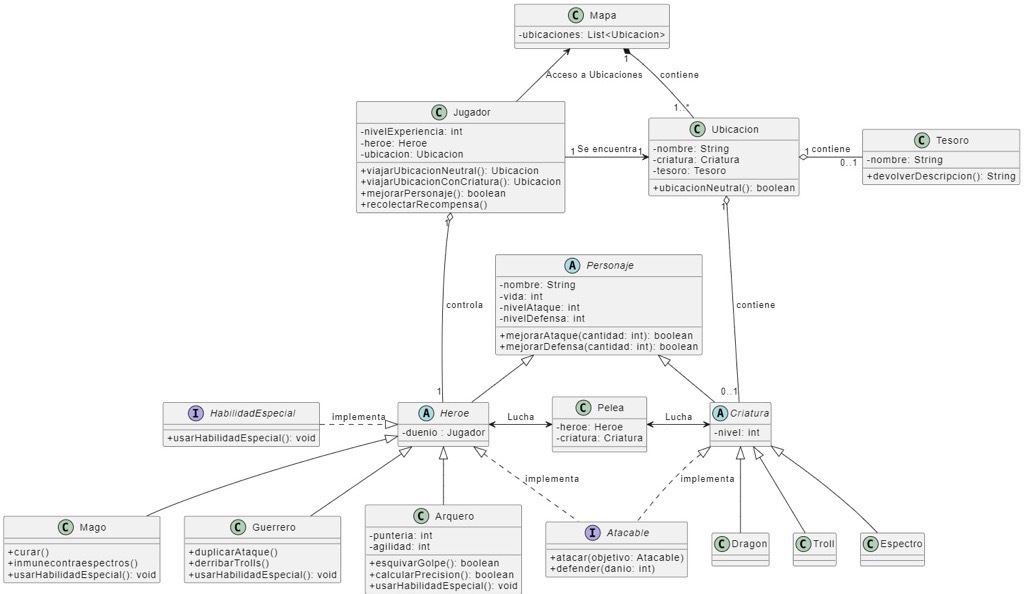 C Mapa
-ubicaciones: List<Ubicacion>
1
Acceso a Ubicaciones
contiene
1..*
C Jugador
-nivelExperiencia: int
-heroe: Heroe
-ubicacion: Ubicacion
+viajarUbicacionNeutral(): Ubicacion
+viajarUbicacionConCriatura(): Ubicacion
+mejorarPersonaje(): boolean
+recolectarRecompensa()
1 Se encuentra 1
C Ubicacion
-nombre: String
-criatura: Criatura
-tesoro: Tesoro
+ubicacionNeutral(): boolean
1 contiene
0..1
C Tesoro
-nombre: String
+devolverDescripcion(): String
1
1
A Personaje
-nombre: String
-vida: int
-nivelAtaque: int
-nivelDefensa: int
+mejorarAtaque(cantidad: int): boolean
+mejorarDefensa(cantidad: int): boolean
controla
contiene
1
0..1
I HabilidadEspecial
+usarHabilidadEspecial(): void
implementa
A Heroe
-duenio : Jugador
Lucha
C Pelea
-heroe: Heroe
-criatura: Criatura
Lucha
A Criatura
-nivel: int
implementa
implementa
C Mago
+curar()
+inmunecontraespectros()
+usarHabilidadEspecial(): void
C Guerrero
+duplicarAtaque()
+derribarTrolls()
+usarHabilidadEspecial(): void
C Arquero
-punteria: int
-agilidad: int
+esquivarGolpe(): boolean
+calcularPrecision(): boolean
+usarHabilidadEspecial(): void
I Atacable
+atacar(objetivo: Atacable)
+defender(danio: int)
C Dragon
C Troll
C Espectro